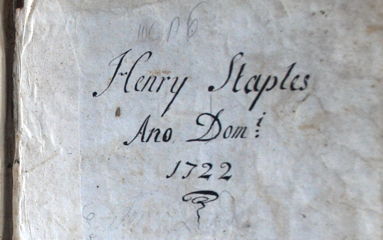 Henry Staples
Ano Dom:i
1722